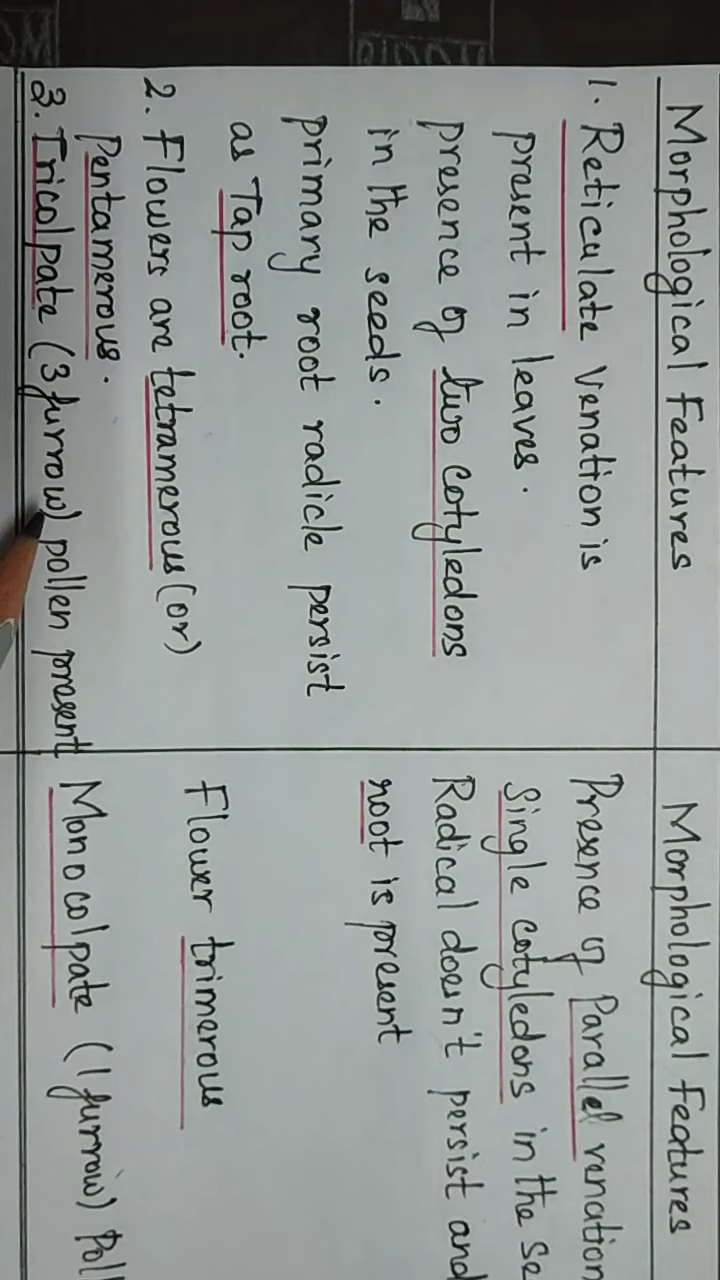 Morphological Features
1. Reticulate venation is
present in leaves.
presence of two cotyledons
in the seeds.
primary root radicle persist
as Tap root.
2. Flowers are tetramerous (or)
Pentamerous.
3. Tricolpate (3 furrow) pollen present
Morphological Features
Presence of Parallel venation
Single cotyledons in the Se
Radical doesn't persist and
root is present
Flower trimerous
Monocolpate (1 furrow) Poll